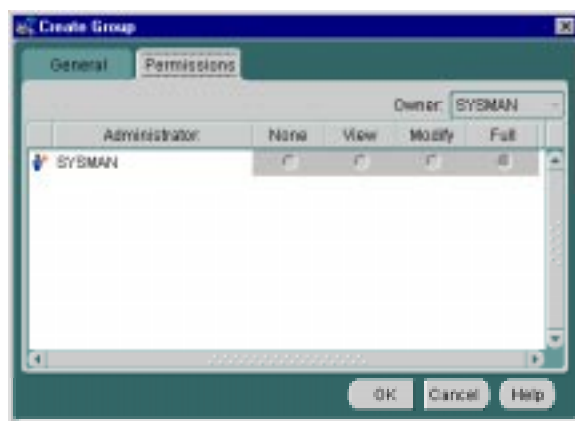 Create Group
General Permissions
Owner: SYSMAN
Administrator None View Modify Full
SYSMAN
OK Cancel Help